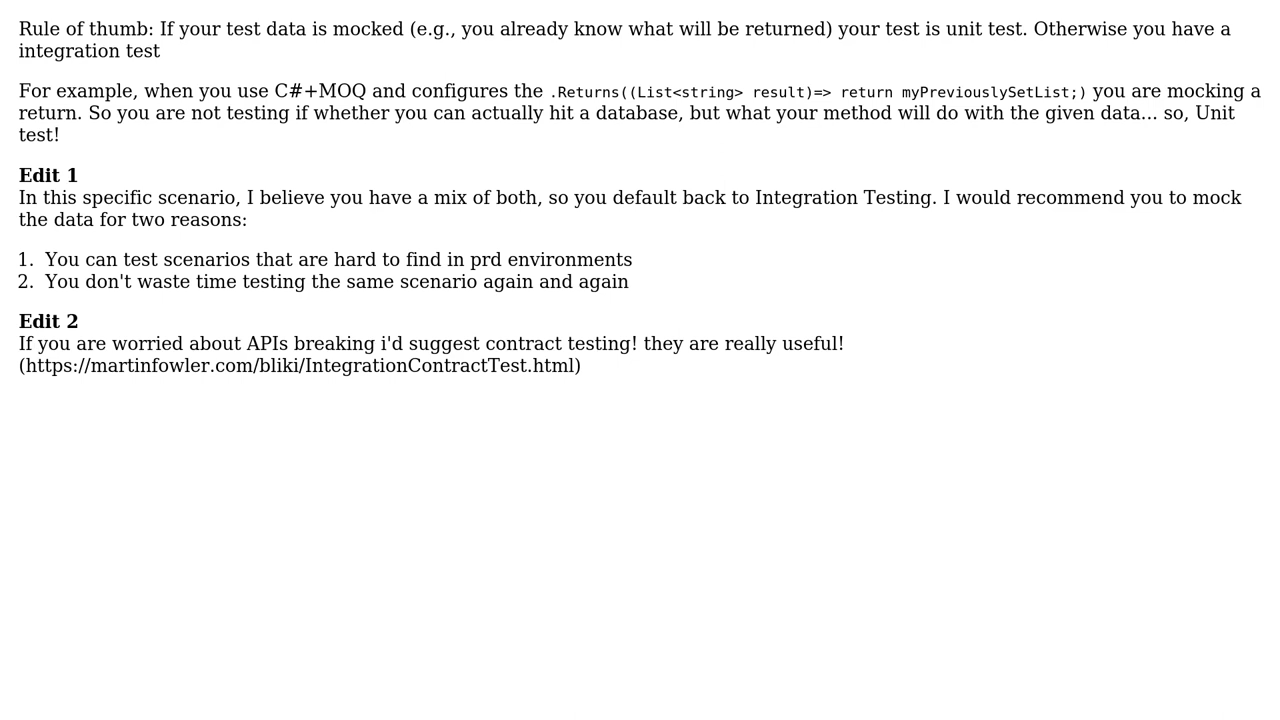 Rule of thumb: If your test data is mocked (e.g., you already know what will be returned) your test is unit test. Otherwise you have a
integration test
For example, when you use C#+MOQ and configures the .Returns((List<string> result)=> return myPreviouslySetList;) you are mocking a
return. So you are not testing if whether you can actually hit a database, but what your method will do with the given data... so, Unit
test!
Edit 1
In this specific scenario, I believe you have a mix of both, so you default back to Integration Testing. I would recommend you to mock
the data for two reasons:
1. You can test scenarios that are hard to find in prd environments
2. You don't waste time testing the same scenario again and again
Edit 2
If you are worried about APIs breaking i'd suggest contract testing! they are really useful!
(https://martinfowler.com/bliki/IntegrationContractTest.html)